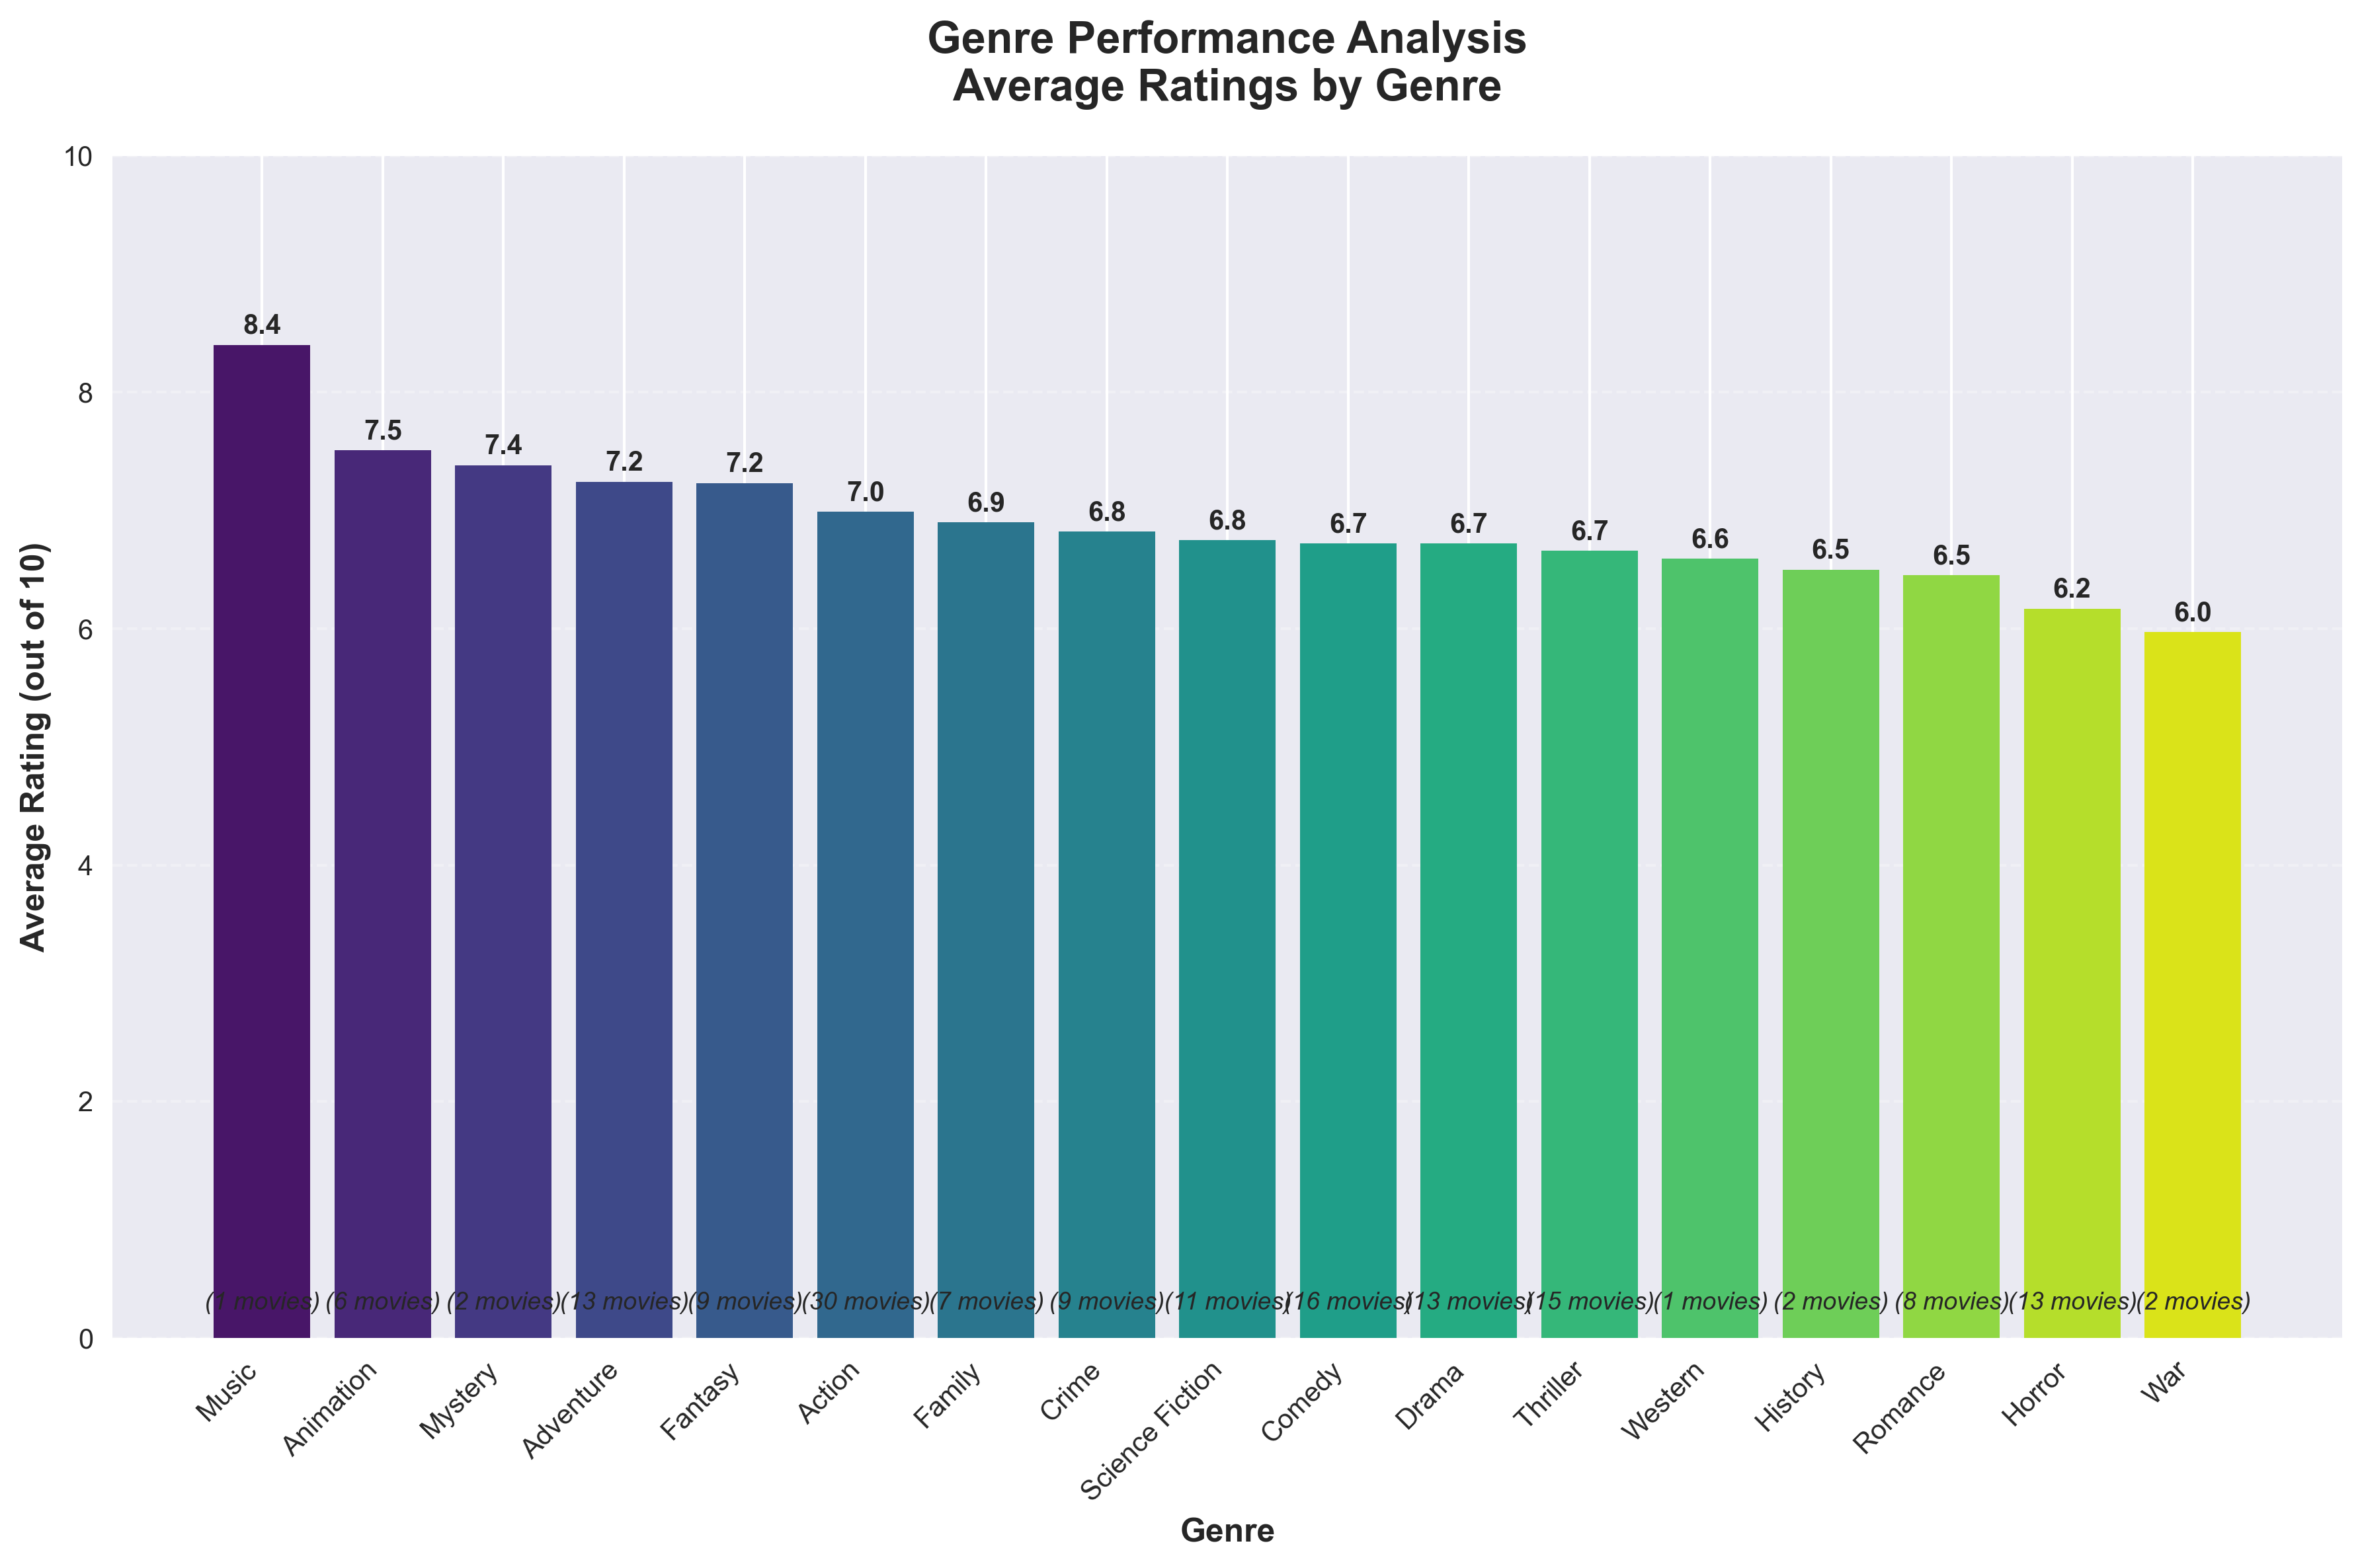 Genre Performance Analysis
Average Ratings by Genre
Average Rating (out of 10)
10
8
6
4
2
0
8.4
7.5
7.4
7.2
7.2
7.0
6.9
6.8
6.8
6.7
6.7
6.7
6.6
6.5
6.5
6.2
6.0
(1 movies)
(6 movies)
(2 movies)
(13 movies)
(9 movies)
(30 movies)
(7 movies)
(9 movies)
(11 movies)
(16 movies)
(13 movies)
(15 movies)
(1 movies)
(2 movies)
(8 movies)
(13 movies)
(2 movies)
Music
Animation
Mystery
Adventure
Fantasy
Action
Family
Crime
Science Fiction
Comedy
Drama
Thriller
Western
History
Romance
Horror
War
Genre